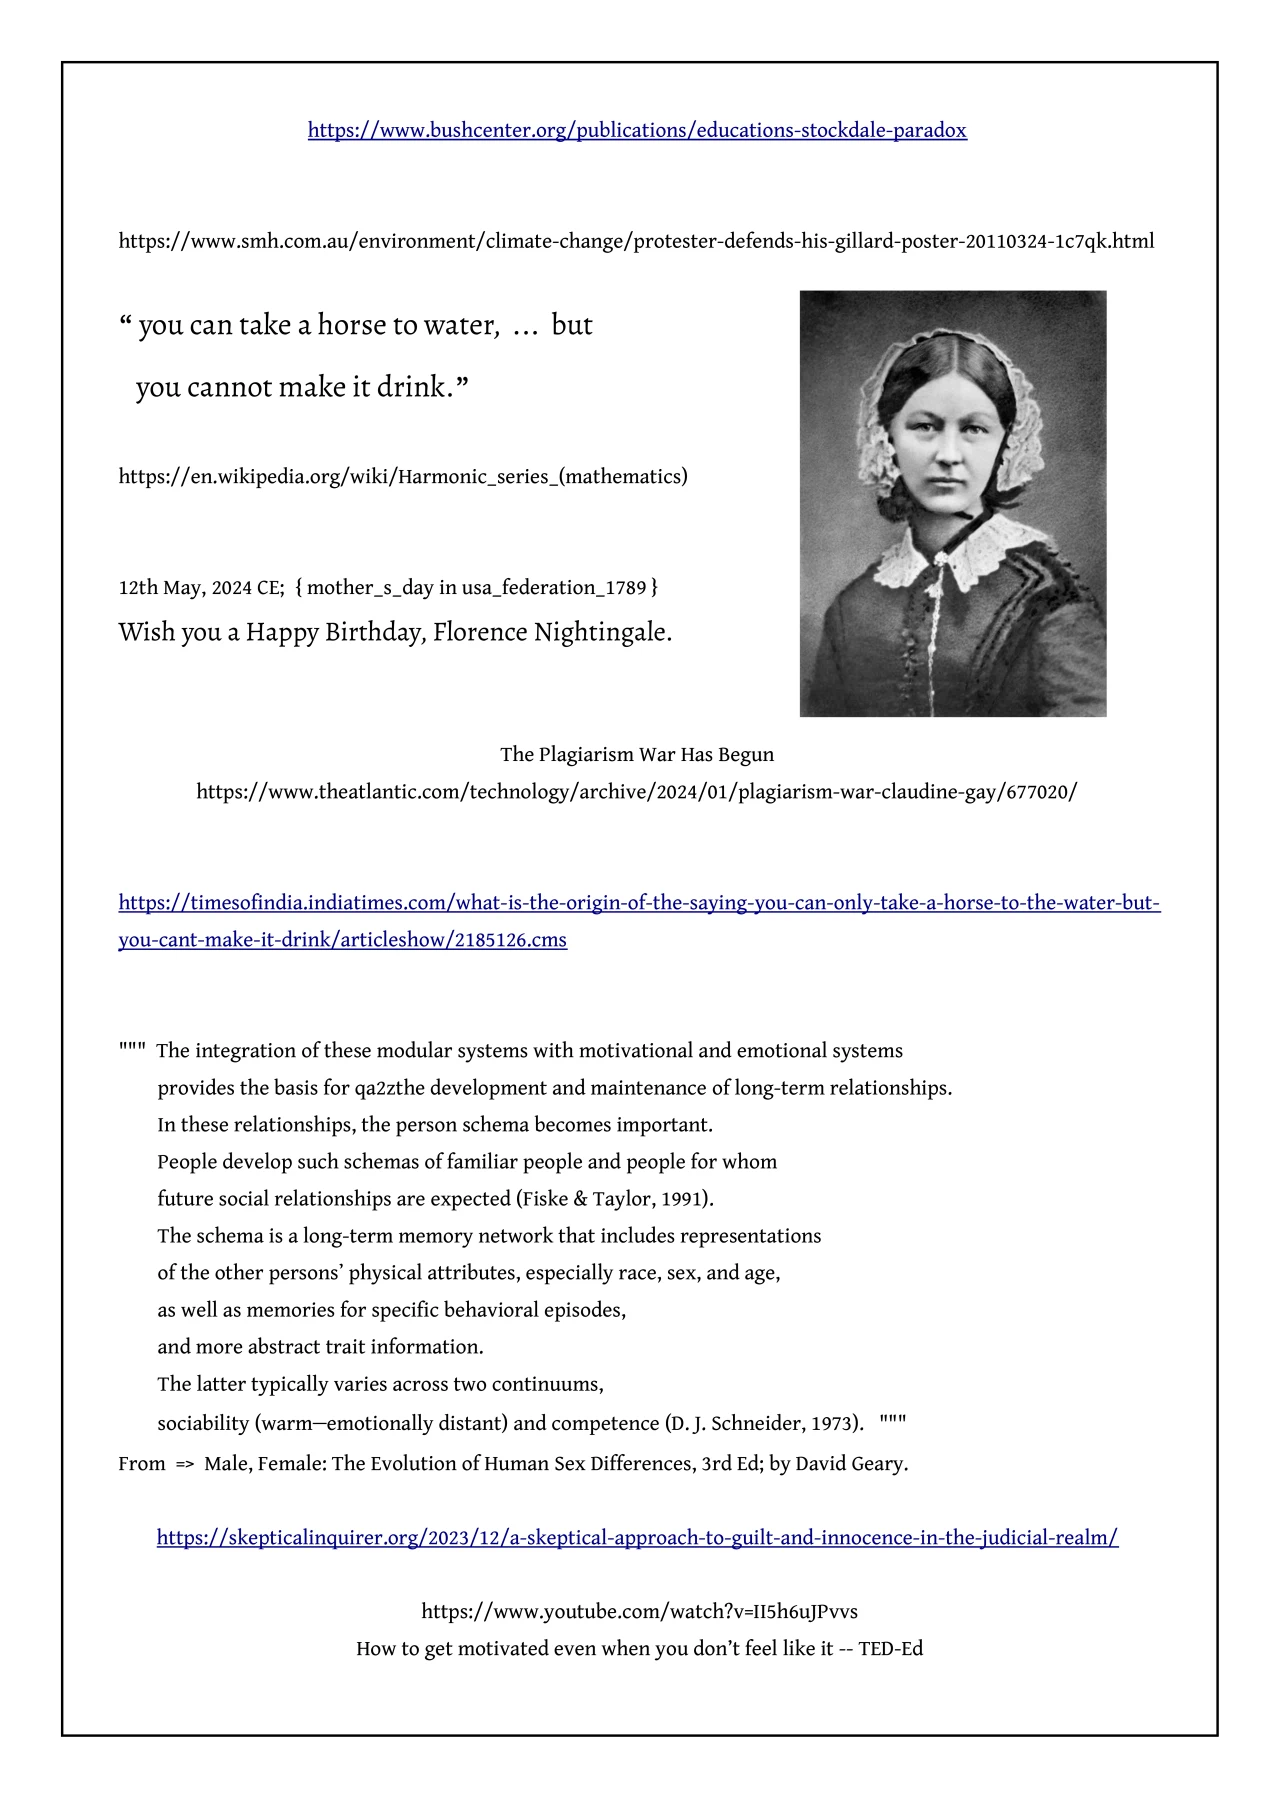 https://www.bushcenter.org/publications/educations-stockdale-paradox
https://www.smh.com.au/environment/climate-change/protester-defends-his-gillard-poster-20110324-1c7qk.html
“ you can take a horse to water, … but
you cannot make it drink.”
https://en.wikipedia.org/wiki/Harmonic_series_(mathematics)
12th May, 2024 CE; { mother_s_day in usa_federation_1789 }
Wish you a Happy Birthday, Florence Nightingale.
The Plagiarism War Has Begun
https://www.theatlantic.com/technology/archive/2024/01/plagiarism-war-claudine-gay/677020/
https://timesofindia.indiatimes.com/what-is-the-origin-of-the-saying-you-can-only-take-a-horse-to-the-water-but-
you-cant-make-it-drink/articleshow/2185126.cms
""" The integration of these modular systems with motivational and emotional systems
provides the basis for qa2zthe development and maintenance of long-term relationships.
In these relationships, the person schema becomes important.
People develop such schemas of familiar people and people for whom
future social relationships are expected (Fiske & Taylor, 1991).
The schema is a long-term memory network that includes representations
of the other persons’ physical attributes, especially race, sex, and age,
as well as memories for specific behavioral episodes,
and more abstract trait information.
The latter typically varies across two continuums,
sociability (warm—emotionally distant) and competence (D. J. Schneider, 1973). """
From => Male, Female: The Evolution of Human Sex Differences, 3rd Ed; by David Geary.
https://skepticalinquirer.org/2023/12/a-skeptical-approach-to-guilt-and-innocence-in-the-judicial-realm/
https://www.youtube.com/watch?v=II5h6uJPvvs
How to get motivated even when you don’t feel like it -- TED-Ed